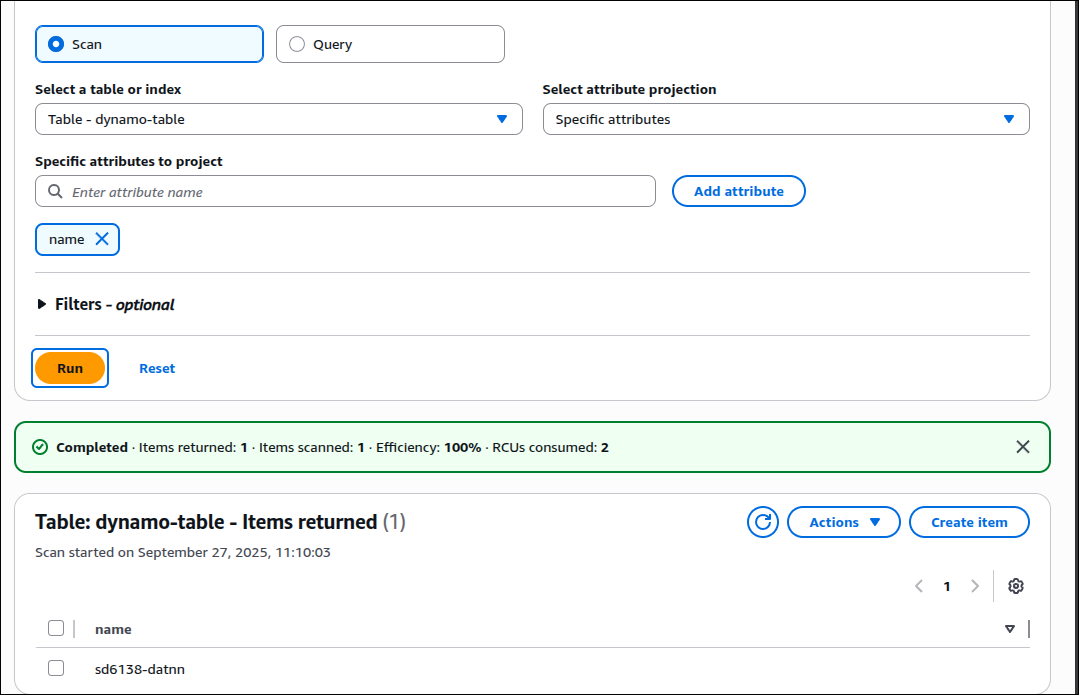 Scan
Query
Select a table or index
Select attribute projection
Table - dynamo-table
Specific attributes
Specific attributes to project
Enter attribute name
Add attribute
name
Filters - optional
Run
Reset
Completed · Items returned: 1 · Items scanned: 1 · Efficiency: 100% · RCUs consumed: 2
Table: dynamo-table - Items returned (1)
Actions
Create item
Scan started on September 27, 2025, 11:10:03
1
name
sd6138-datnn